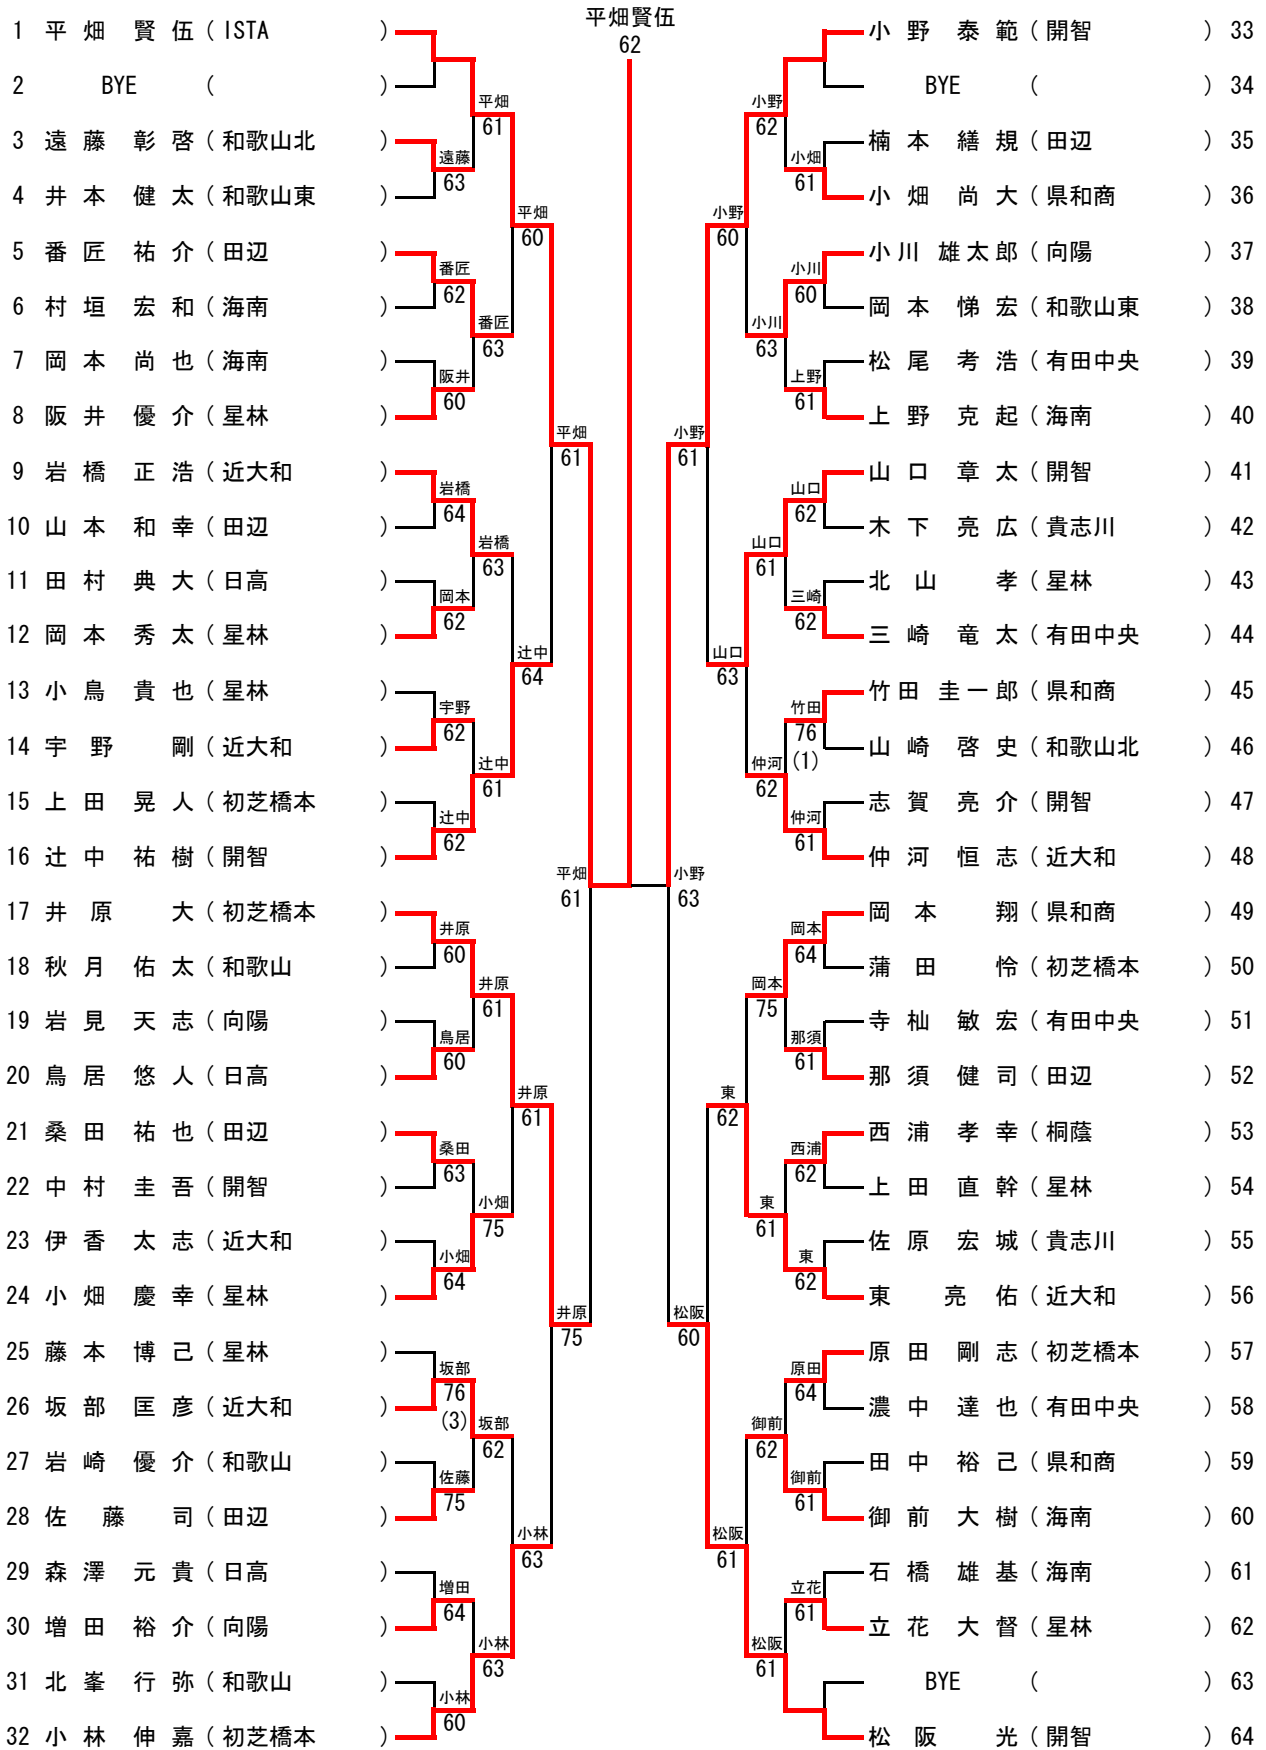 平畑賢伍
62
1 平畑 賢伍 ( ISTA )
2 BYE ( )
3 遠藤 彰啓 ( 和歌山北 )
4 井本 健太 ( 和歌山東 )
5 番匠 祐介 ( 田辺 )
6 村垣 宏和 ( 海南 )
7 岡本 尚也 ( 海南 )
8 阪井 優介 ( 星林 )
9 岩橋 正浩 ( 近大和 )
10 山本 和幸 ( 田辺 )
11 田村 典大 ( 日高 )
12 岡本 秀太 ( 星林 )
13 小鳥 貴也 ( 星林 )
14 宇野 剛 ( 近大和 )
15 上田 晃人 ( 初芝橋本 )
16 辻中 祐樹 ( 開智 )
17 井原 大 ( 初芝橋本 )
18 秋月 佑太 ( 和歌山 )
19 岩見 天志 ( 向陽 )
20 鳥居 悠人 ( 日高 )
21 桑田 祐也 ( 田辺 )
22 中村 圭吾 ( 開智 )
23 伊香 太志 ( 近大和 )
24 小畑 慶幸 ( 星林 )
25 藤本 博己 ( 星林 )
26 坂部 匡彦 ( 近大和 )
27 岩崎 優介 ( 和歌山 )
28 佐藤 司 ( 田辺 )
29 森澤 元貴 ( 日高 )
30 増田 裕介 ( 向陽 )
31 北峯 行弥 ( 和歌山 )
32 小林 伸嘉 ( 初芝橋本 )
遠藤
63
番匠
62
阪井
60
岩橋
64
岡本
62
宇野
62
辻中
62
井原
60
鳥居
60
桑田
63
小畑
64
坂部
76
(3)
佐藤
75
増田
64
小林
60
平畑
61
番匠
63
岩橋
63
辻中
61
井原
61
小畑
75
坂部
62
小林
63
平畑
60
辻中
64
井原
61
小林
63
平畑
61
井原
75
平畑
61
小野
63
小野
61
松阪
60
小野
60
山口
63
東
62
松阪
61
小野
62
小川
63
山口
61
仲河
62
岡本
75
東
61
御前
62
松阪
61
小畑
61
小川
60
上野
61
山口
62
三崎
62
竹田
76
(1)
仲河
61
岡本
64
那須
61
西浦
62
東
62
原田
64
御前
61
立花
61
小野 泰範 ( 開智 ) 33
BYE ( ) 34
楠本 繕規 ( 田辺 ) 35
小畑 尚大 ( 県和商 ) 36
小川 雄太郎 ( 向陽 ) 37
岡本 悌宏 ( 和歌山東 ) 38
松尾 考浩 ( 有田中央 ) 39
上野 克起 ( 海南 ) 40
山口 章太 ( 開智 ) 41
木下 亮広 ( 貴志川 ) 42
北山 孝 ( 星林 ) 43
三崎 竜太 ( 有田中央 ) 44
竹田 圭一郎 ( 県和商 ) 45
山崎 啓史 ( 和歌山北 ) 46
志賀 亮介 ( 開智 ) 47
仲河 恒志 ( 近大和 ) 48
岡本 翔 ( 県和商 ) 49
蒲田 怜 ( 初芝橋本 ) 50
寺杣 敏宏 ( 有田中央 ) 51
那須 健司 ( 田辺 ) 52
西浦 孝幸 ( 桐蔭 ) 53
上田 直幹 ( 星林 ) 54
佐原 宏城 ( 貴志川 ) 55
東 亮佑 ( 近大和 ) 56
原田 剛志 ( 初芝橋本 ) 57
濃中 達也 ( 有田中央 ) 58
田中 裕己 ( 県和商 ) 59
御前 大樹 ( 海南 ) 60
石橋 雄基 ( 海南 ) 61
立花 大督 ( 星林 ) 62
BYE ( ) 63
松阪 光 ( 開智 ) 64